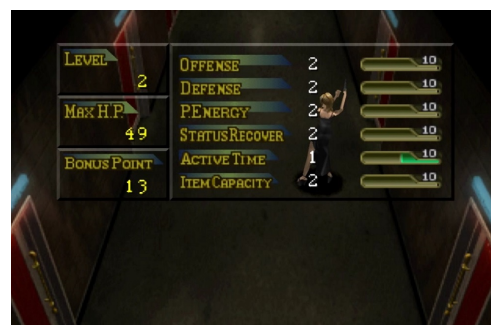 LEVEL
2
MAX H.P.
49
BONUS POINT
13
OFFENSE 2 10
DEFENSE 2 10
P.ENERGY 2 10
STATUS RECOVER 2 10
ACTIVE TIME 1 10
ITEM CAPACITY 2 10